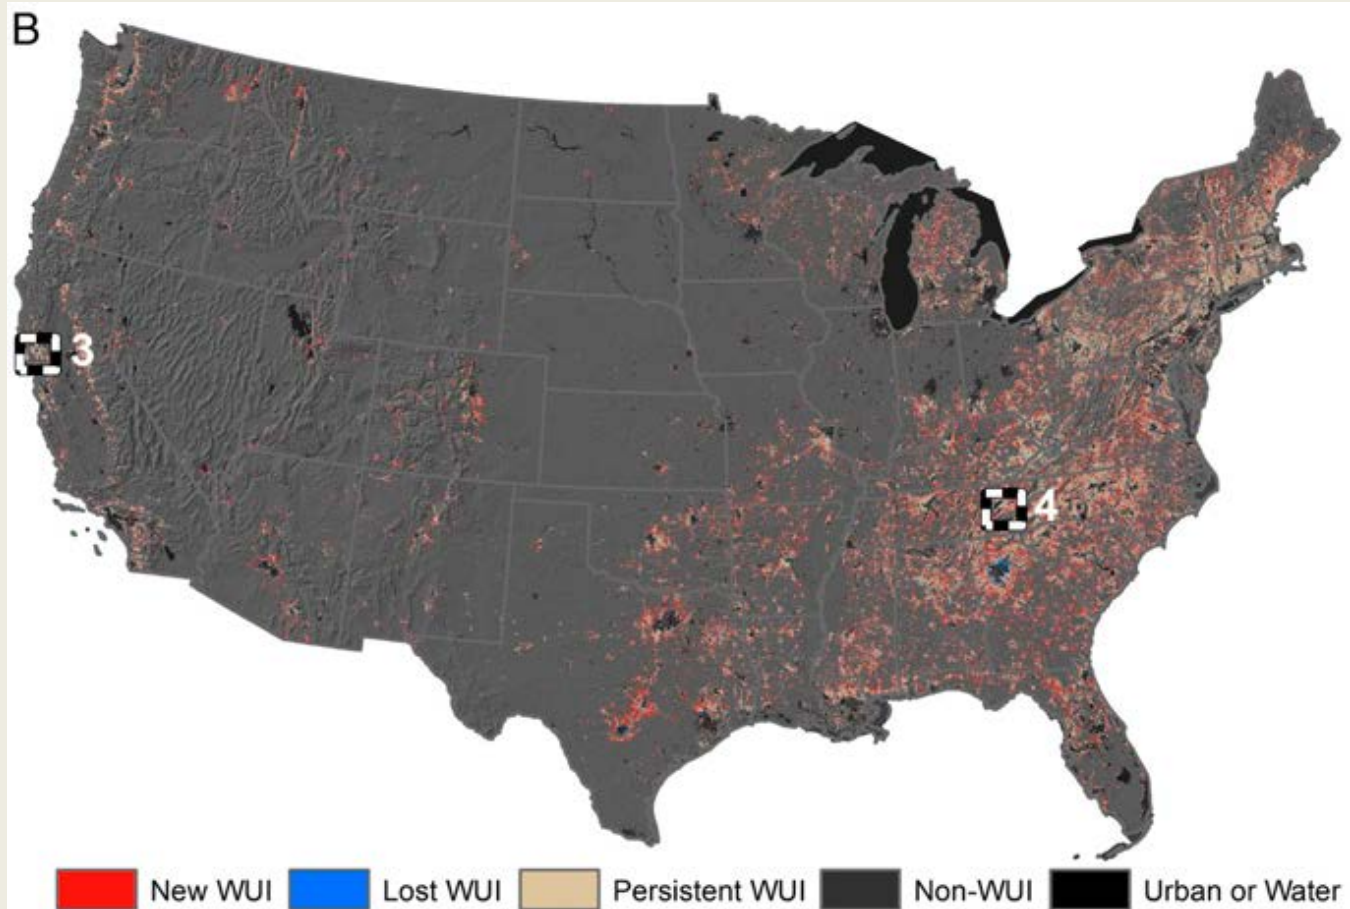 B
3
4
New WUI
Lost WUI
Persistent WUI
Non-WUI
Urban or Water